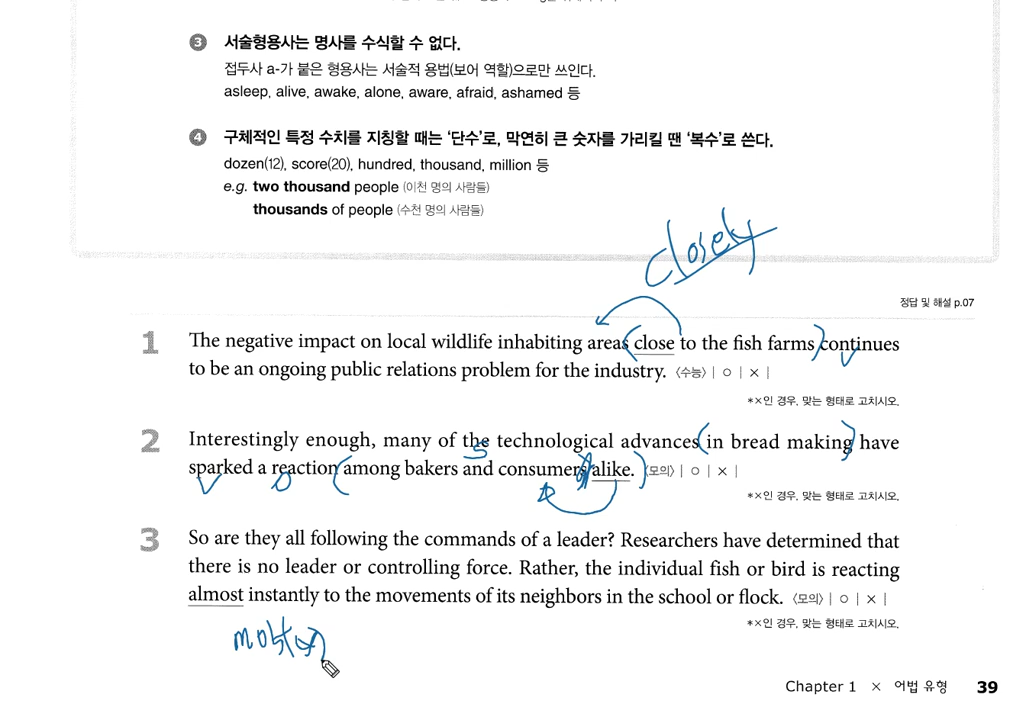 ❸ 서술형용사는 명사를 수식할 수 없다.
접두사 a-가 붙은 형용사는 서술적 용법(보어 역할)으로만 쓰인다.
asleep, alive, awake, alone, aware, afraid, ashamed 등
❹ 구체적인 특정 수치를 지칭할 때는 ‘단수’로, 막연히 큰 숫자를 가리킬 땐 ‘복수’로 쓴다.
dozen(12), score(20), hundred, thousand, million 등
e.g. two thousand people (이천 명의 사람들)
thousands of people (수천 명의 사람들)
closely
정답 및 해설 p.07
1 The negative impact on local wildlife inhabiting areas (close to the fish farms) continues
v
to be an ongoing public relations problem for the industry. 〈수능〉 | ○ | × |
*×인 경우, 맞는 형태로 고치시오.
2 Interestingly enough, many of the technological advances (in bread making) have
S
sparked a reaction (among bakers and consumers alike.) 〈모의〉 | ○ | × |
V O
*×인 경우, 맞는 형태로 고치시오.
3 So are they all following the commands of a leader? Researchers have determined that
there is no leader or controlling force. Rather, the individual fish or bird is reacting
almost instantly to the movements of its neighbors in the school or flock. 〈모의〉 | ○ | × |
*×인 경우, 맞는 형태로 고치시오.
most
Chapter 1 × 어법 유형 39